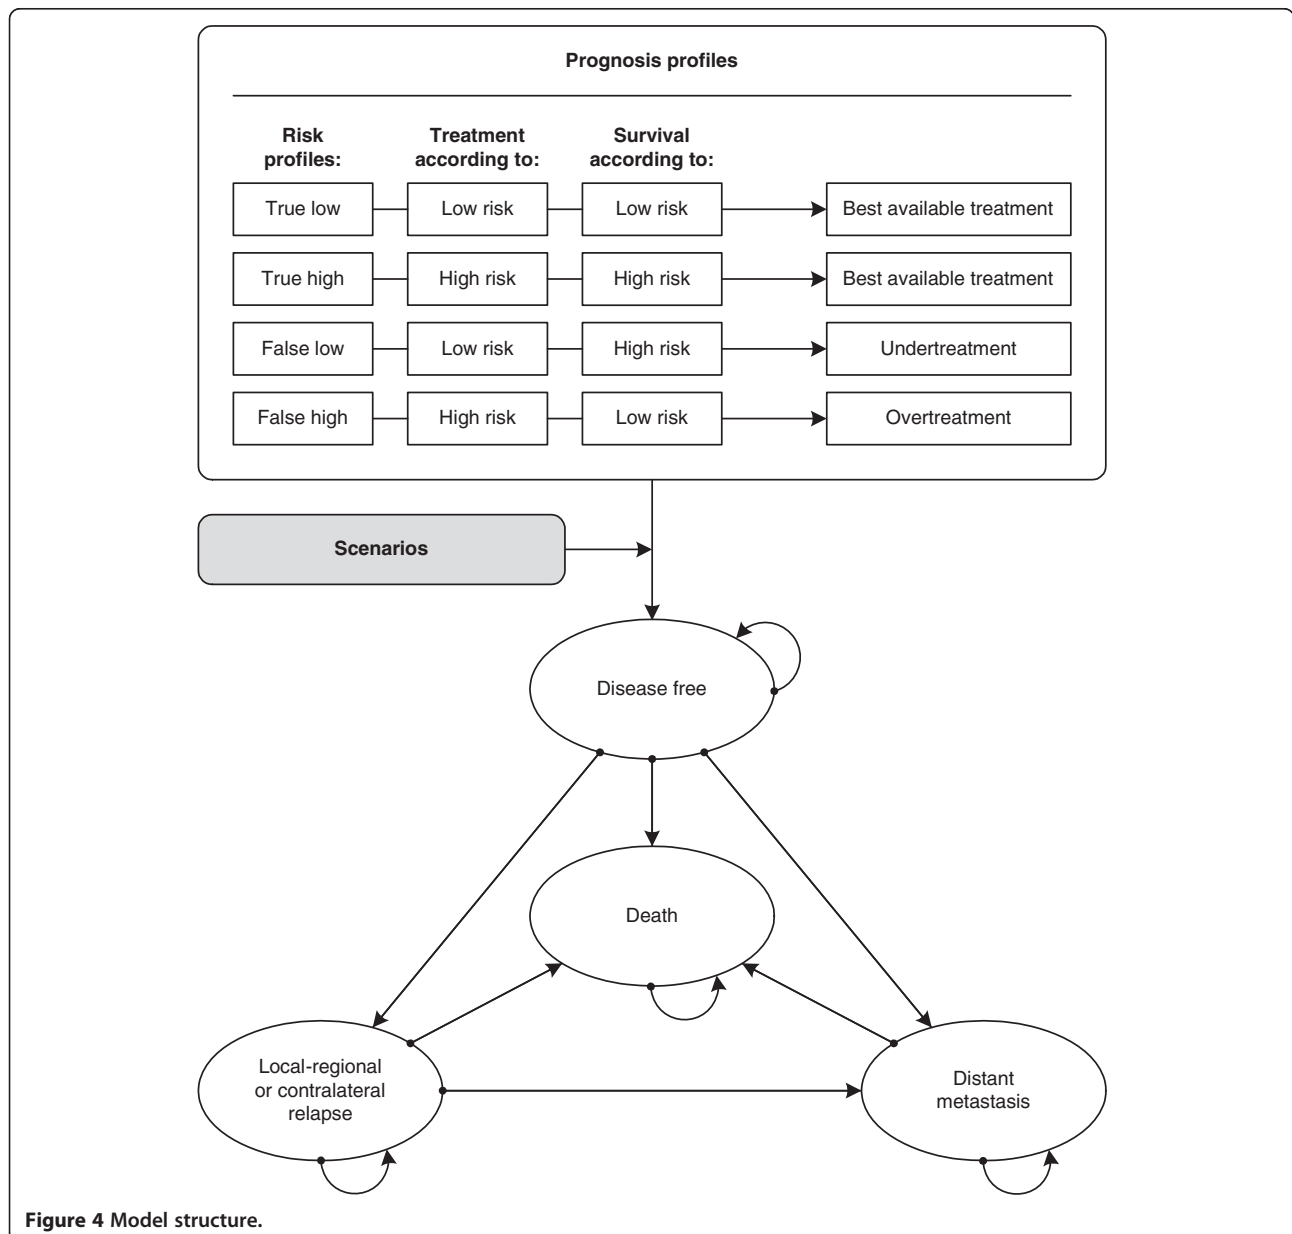 Prognosis profiles
Risk
profiles:
Treatment
according to:
Survival
according to:
True low
Low risk
Low risk
Best available treatment
True high
High risk
High risk
Best available treatment
False low
Low risk
High risk
Undertreatment
False high
High risk
Low risk
Overtreatment
Scenarios
Disease free
Death
Local-regional
or contralateral
relapse
Distant
metastasis
Figure 4 Model structure.